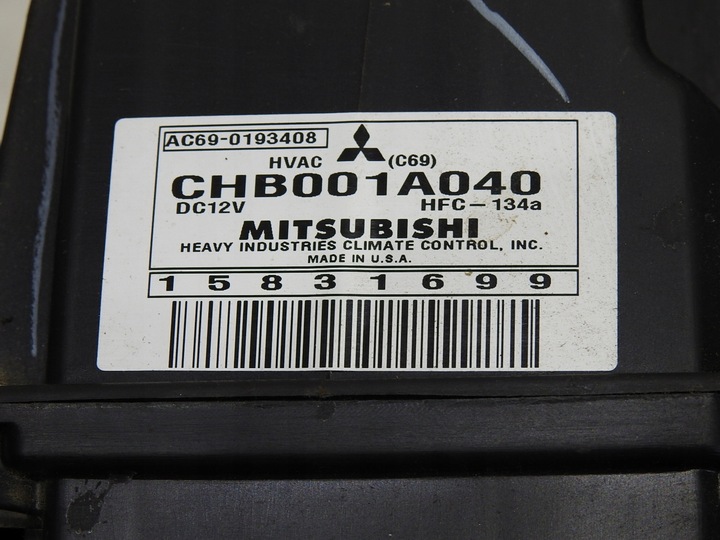 AC69-0193408
HVAC (C69)
CHB001A040
DC12V HFC-134a
MITSUBISHI
HEAVY INDUSTRIES CLIMATE CONTROL, INC.
MADE IN U.S.A.
15831699